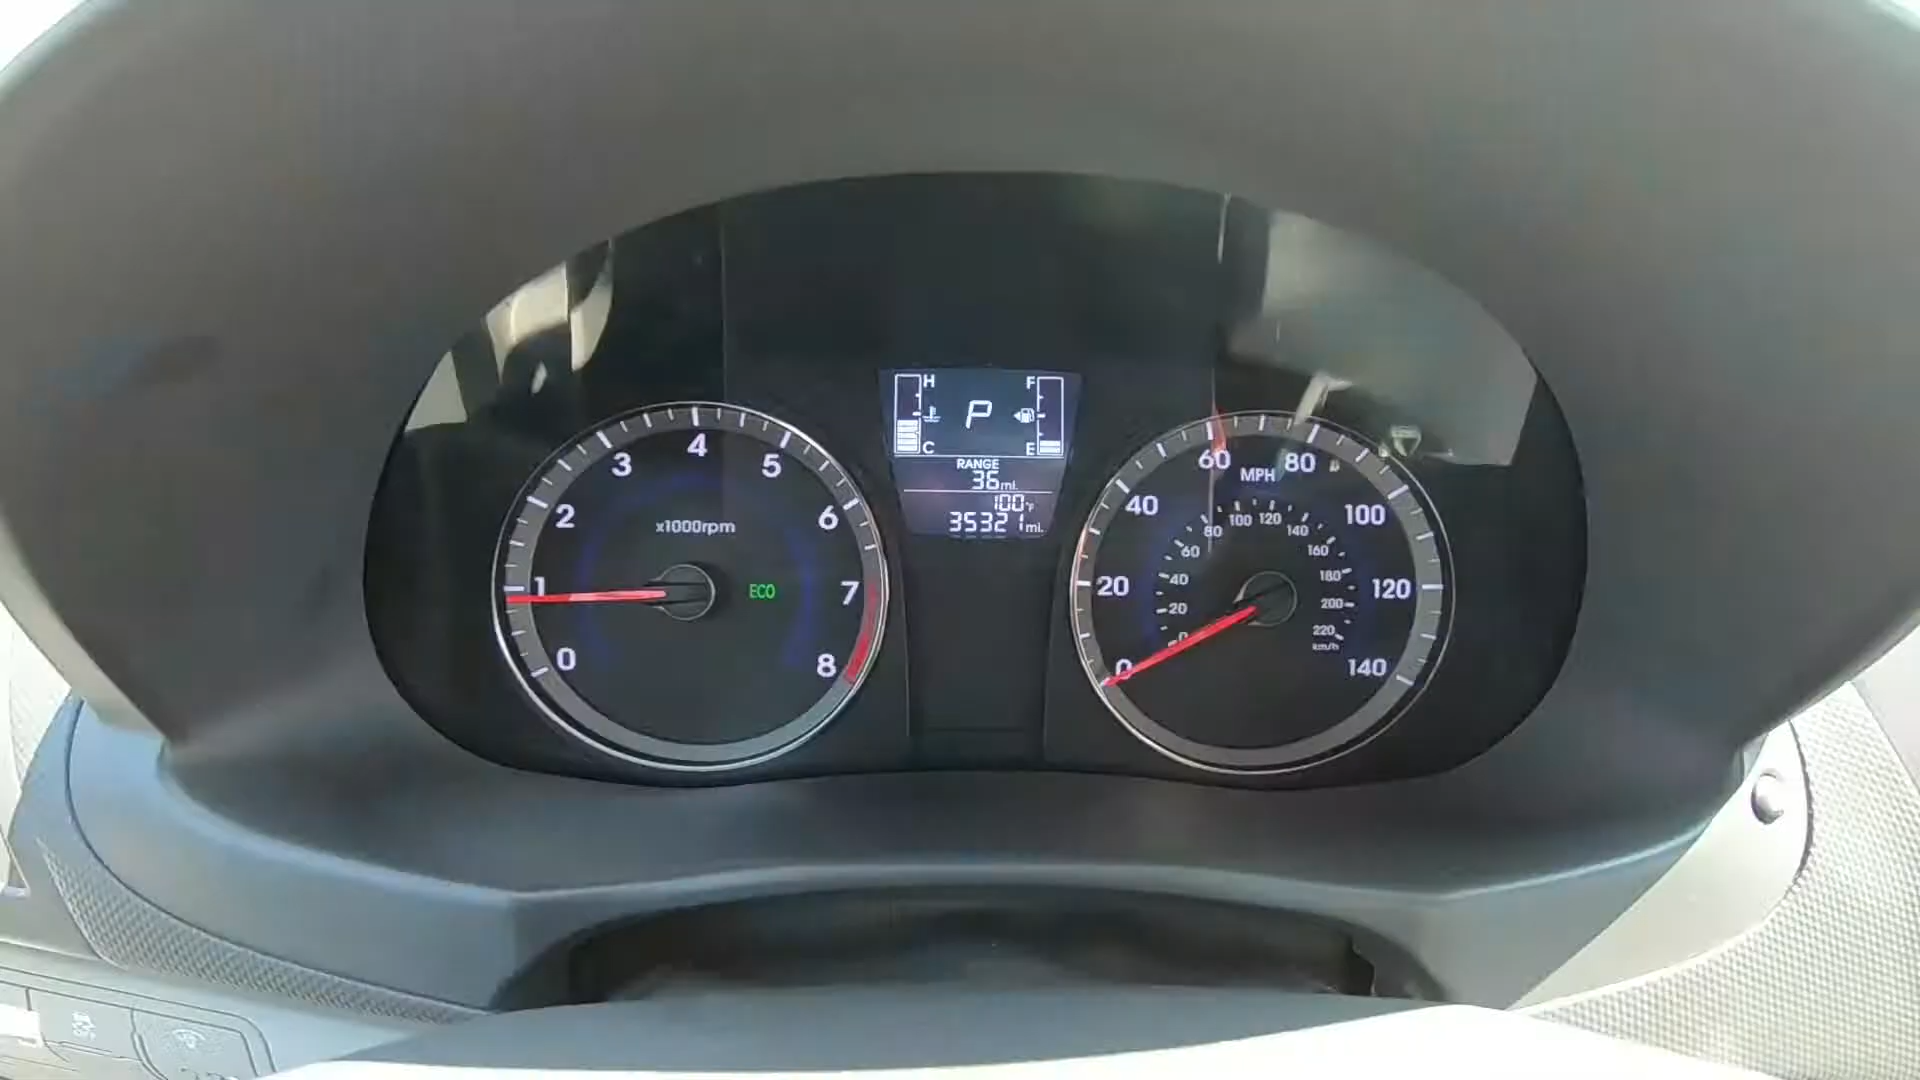 H F
P
C E
RANGE
36mi.
100°F
35321mi.
0 1 2 3 4 5 6 7 8
x1000rpm
ECO
0 20 40 60 80 100 120 140
MPH
0 20 40 60 80 100 120 140 160 180 200 220
km/h